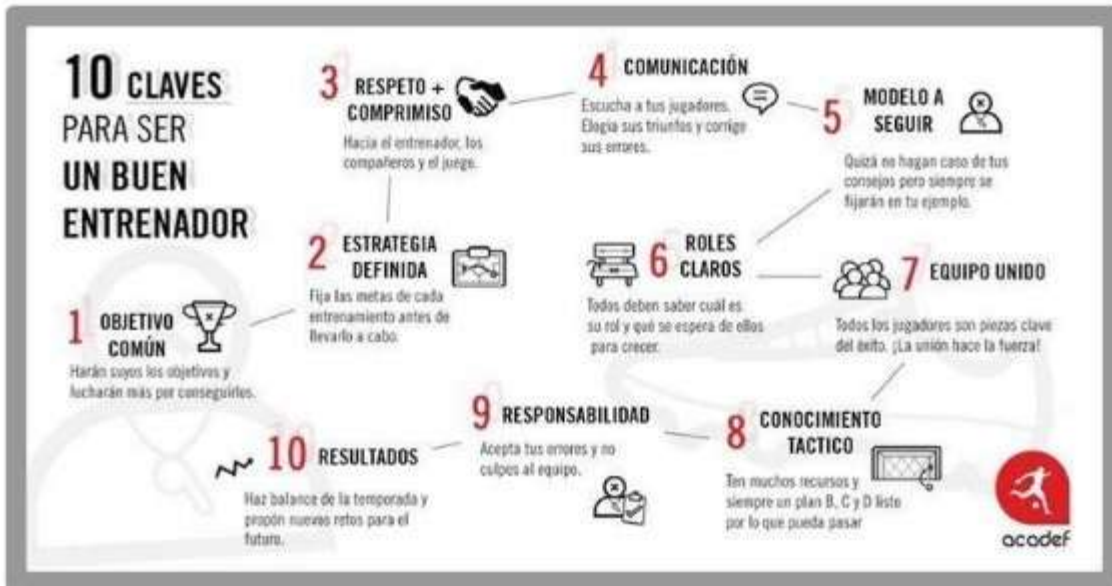 10 CLAVES
PARA SER
UN BUEN
ENTRENADOR
1 OBJETIVO
COMÚN
Harán suyos los objetivos y
lucharán más por conseguirlos.
2 ESTRATEGIA
DEFINIDA
Fija las metas de cada
entrenamiento antes de
llevarlo a cabo.
3 RESPETO +
COMPRIMISO
Hacia el entrenador, los
compañeros y el juego.
4 COMUNICACIÓN
Escucha a tus jugadores.
Elogia sus triunfos y corrige
sus errores.
5 MODELO A
SEGUIR
Quizá no hagan caso de tus
consejos pero siempre se
fijarán en tu ejemplo.
6 ROLES
CLAROS
Todos deben saber cuál es
su rol y qué se espera de ellos
para crecer.
7 EQUIPO UNIDO
Todos los jugadores son piezas clave
del éxito. ¡La unión hace la fuerza!
8 CONOCIMIENTO
TACTICO
Ten muchos recursos y
siempre un plan B, C y D listo
por lo que pueda pasar
9 RESPONSABILIDAD
Acepta tus errores y no
culpes al equipo.
10 RESULTADOS
Haz balance de la temporada y
propón nuevos retos para el
futuro.
acadef